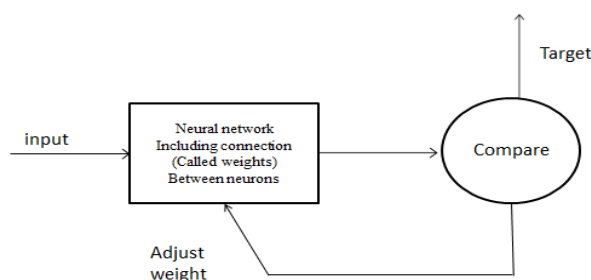 Target
input
Neural network
Including connection
(Called weights)
Between neurons
Compare
Adjust
weight